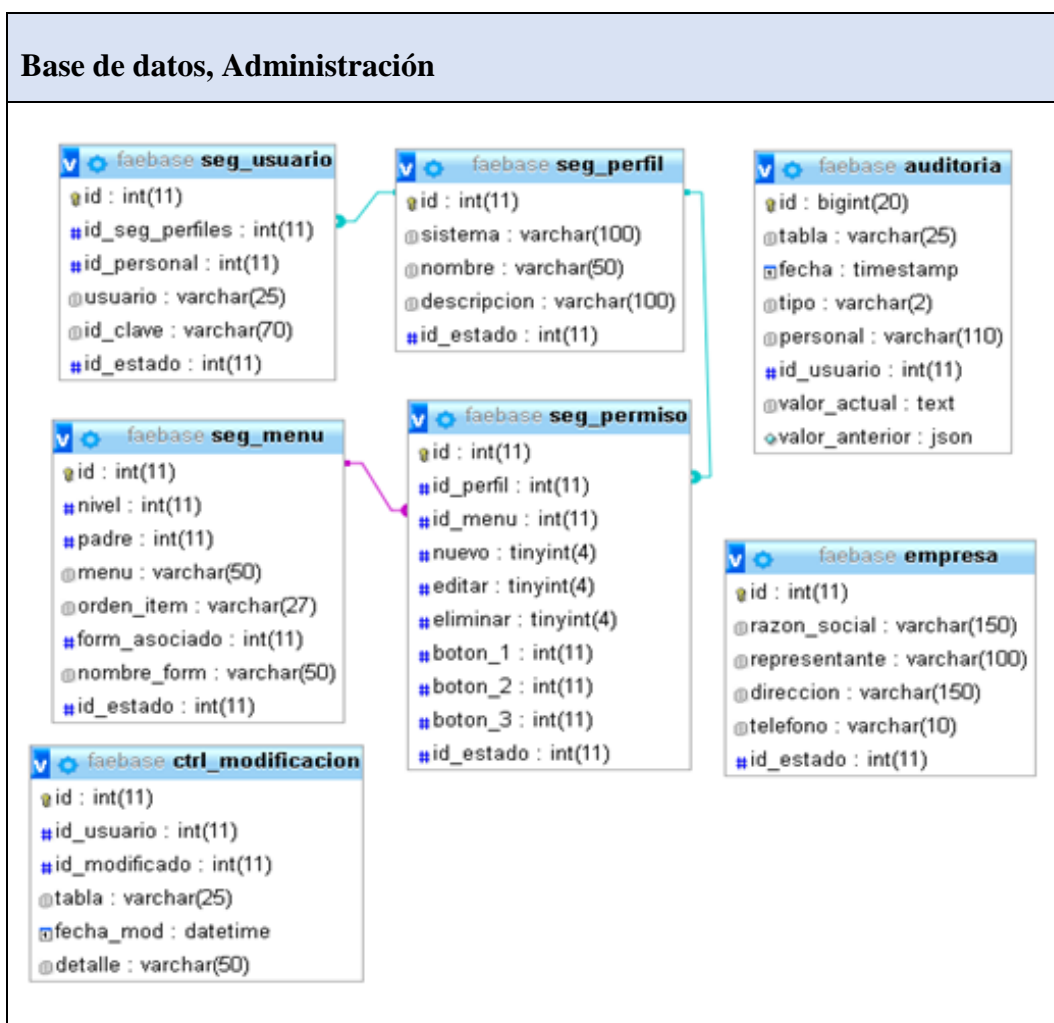 Base de datos, Administración
faebase seg_usuario
id : int(11)
id_seg_perfiles : int(11)
id_personal : int(11)
usuario : varchar(25)
id_clave : varchar(70)
id_estado : int(11)
faebase seg_perfil
id : int(11)
sistema : varchar(100)
nombre : varchar(50)
descripcion : varchar(100)
id_estado : int(11)
faebase auditoria
id : bigint(20)
tabla : varchar(25)
fecha : timestamp
tipo : varchar(2)
personal : varchar(110)
id_usuario : int(11)
valor_actual : text
valor_anterior : json
faebase seg_menu
id : int(11)
nivel : int(11)
padre : int(11)
menu : varchar(50)
orden_item : varchar(27)
form_asociado : int(11)
nombre_form : varchar(50)
id_estado : int(11)
faebase seg_permiso
id : int(11)
id_perfil : int(11)
id_menu : int(11)
nuevo : tinyint(4)
editar : tinyint(4)
eliminar : tinyint(4)
boton_1 : int(11)
boton_2 : int(11)
boton_3 : int(11)
id_estado : int(11)
faebase empresa
id : int(11)
razon_social : varchar(150)
representante : varchar(100)
direccion : varchar(150)
telefono : varchar(10)
id_estado : int(11)
faebase ctrl_modificacion
id : int(11)
id_usuario : int(11)
id_modificado : int(11)
tabla : varchar(25)
fecha_mod : datetime
detalle : varchar(50)